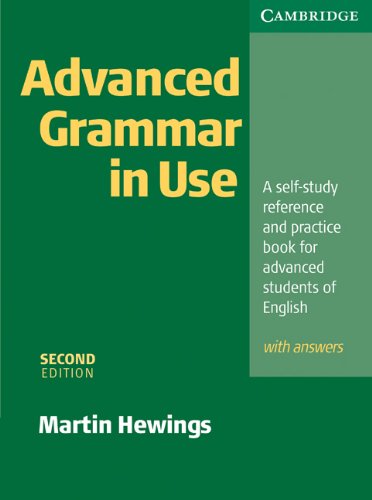 CAMBRIDGE
Advanced
Grammar
in Use
A self-study
reference
and practice
book for
advanced
students of
English
with answers
SECOND
EDITION
Martin Hewings